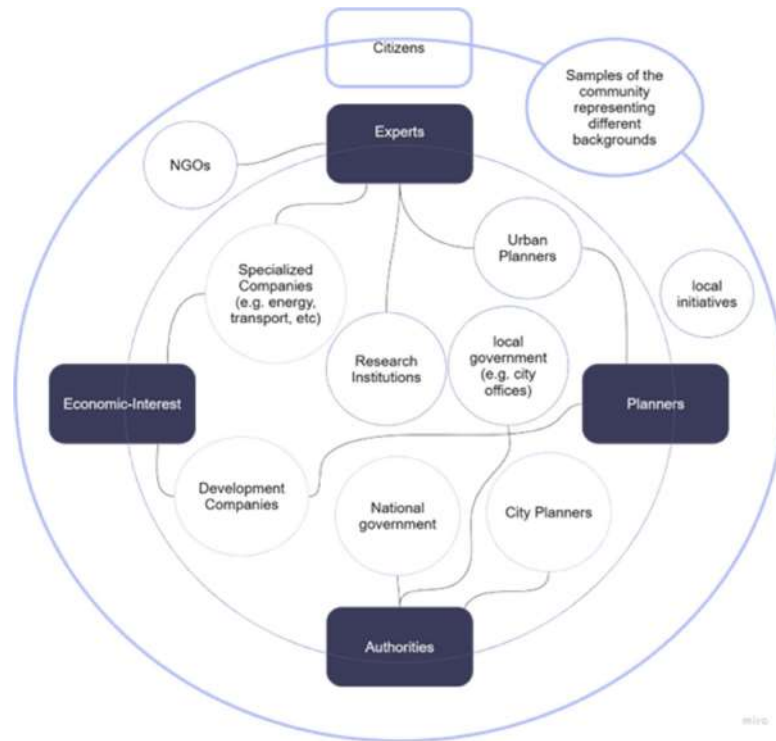 Citizens
Samples of the
community
representing
different
backgrounds
Experts
NGOs
Urban
Planners
Specialized
Companies
(e.g. energy,
transport, etc)
local
initiatives
Research
Institutions
local
government
(e.g. city
offices)
Economic-Interest
Planners
Development
Companies
National
government
City Planners
Authorities
miro